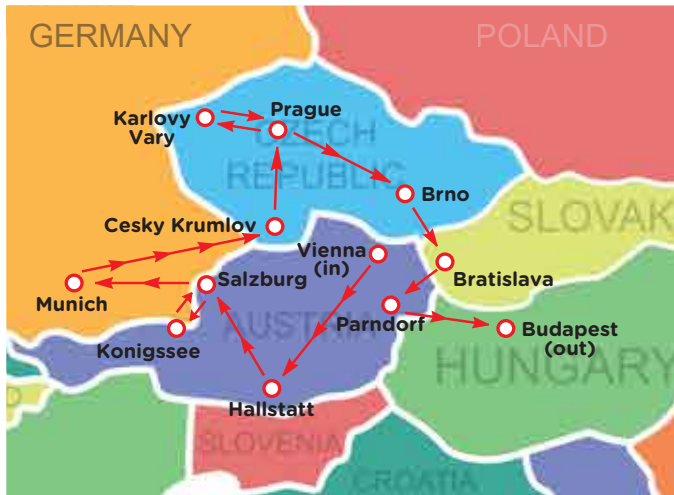 GERMANY
POLAND
Karlovy
Vary
Prague
CZECH
REPUBLIC
Brno
Cesky Krumlov
SLOVAK
Vienna
(in)
Bratislava
Munich
Salzburg
Konigssee
AUSTRIA
Parndorf
Budapest
(out)
HUNGARY
Hallstatt
SLOVENIA
CROATIA